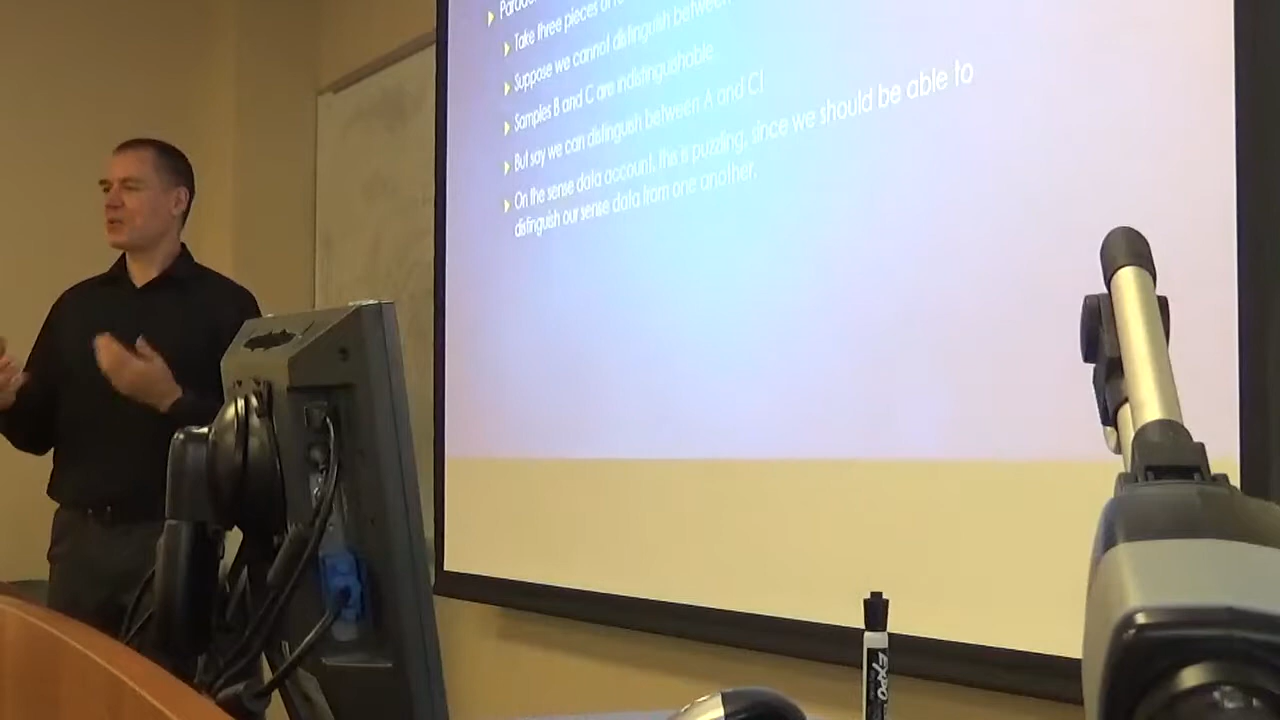 Take three pieces of
Suppose we cannot distinguish between
Samples B and C are indistinguishable.
But say we can distinguish between A and C!
On the sense data account, this is puzzling, since we should be able to
distinguish our sense data from one another.
EXPO